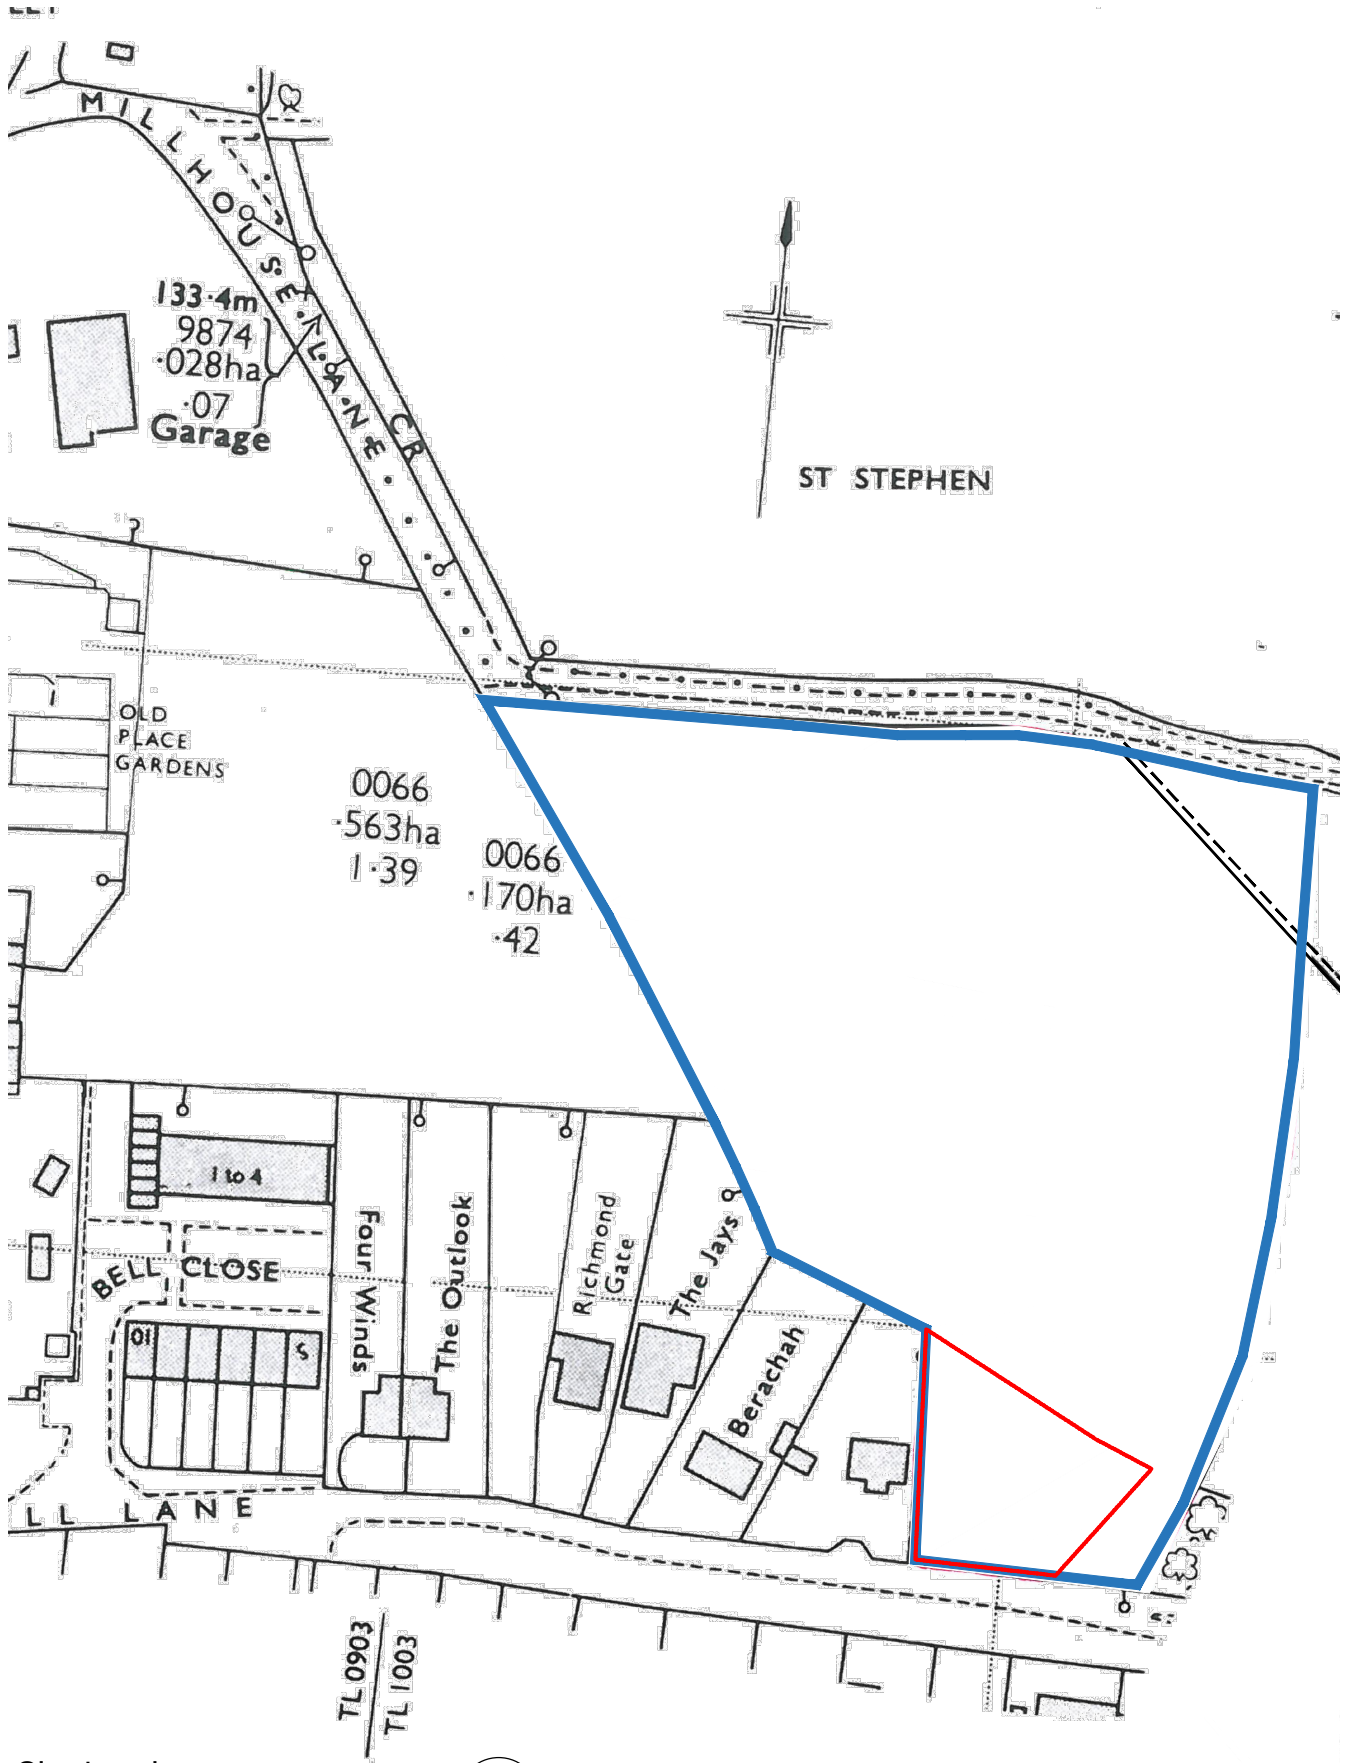 MILLHOUSE LANE
CR
133·4m
9874
·028ha
·07
Garage
ST STEPHEN
OLD
PLACE
GARDENS
0066
·563ha
1·39
0066
·170ha
·42
1 to 4
BELL CLOSE
Four Winds
The Outlook
Richmond
Gate
The Jays
Berachah
LL LANE
TL 0903
TL 1003